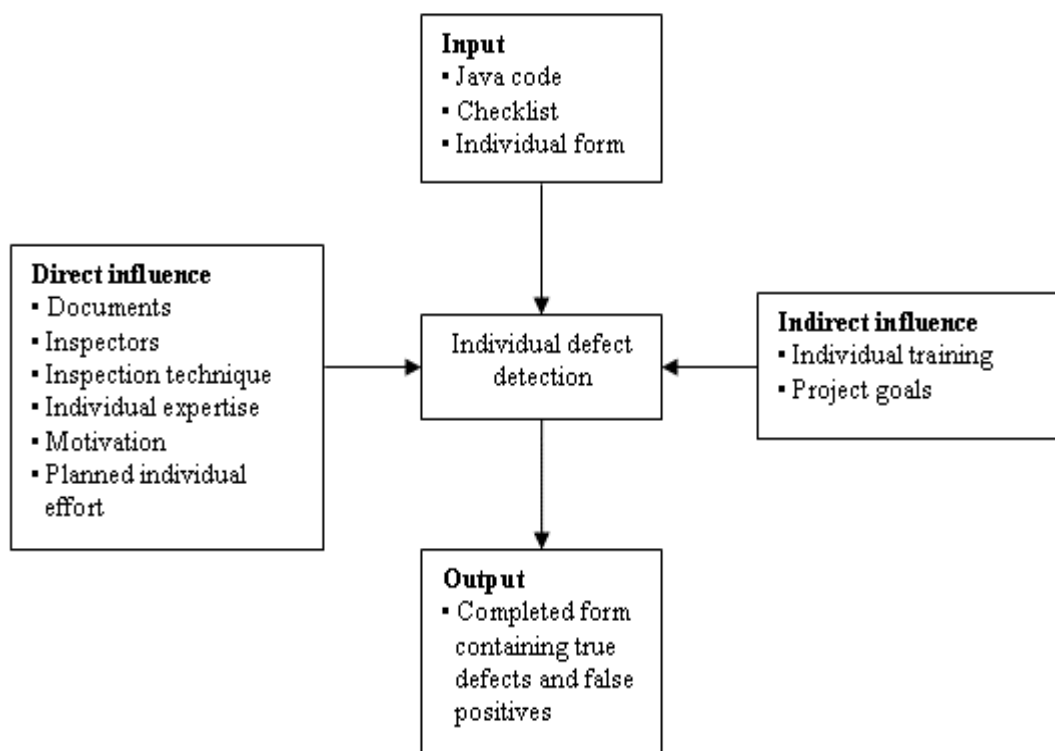 Input
▪ Java code
▪ Checklist
▪ Individual form
Direct influence
▪ Documents
▪ Inspectors
▪ Inspection technique
▪ Individual expertise
▪ Motivation
▪ Planned individual
effort
Individual defect
detection
Indirect influence
▪ Individual training
▪ Project goals
Output
▪ Completed form
containing true
defects and false
positives